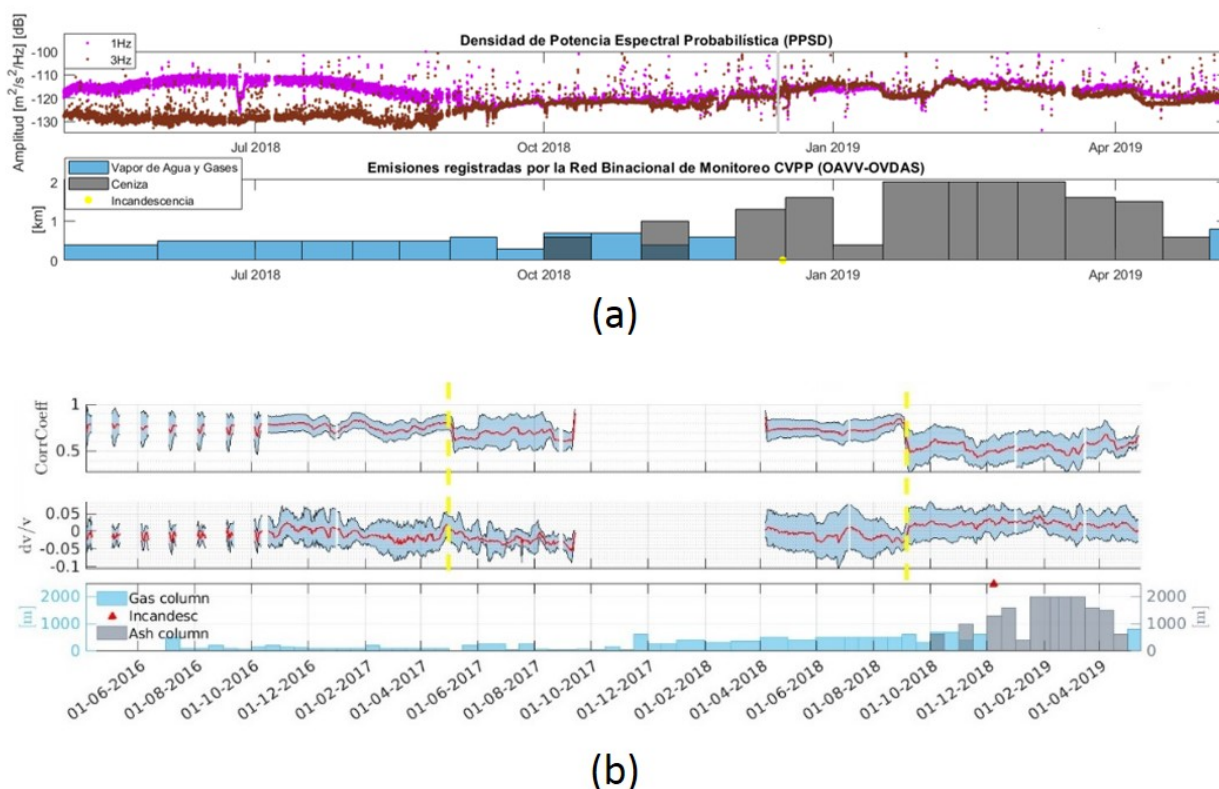 Densidad de Potencia Espectral Probabilística (PPSD)
1Hz
3Hz
Amplitud [m²/s²/Hz] [dB]
-100
-110
-120
-130
Jul 2018 Oct 2018 Jan 2019 Apr 2019
Emisiones registradas por la Red Binacional de Monitoreo CVPP (OAVV-OVDAS)
Vapor de Agua y Gases
Ceniza
Incandescencia
[km]
2
1
0
Jul 2018 Oct 2018 Jan 2019 Apr 2019
(a)
CorrCoeff
1
0.5
dv/v
0.05
0
-0.05
-0.1
Gas column
Incandesc
Ash column
[m]
2000
1000
0
2000
1000
0
[m]
01-06-2016 01-08-2016 01-10-2016 01-12-2016 01-02-2017 01-04-2017 01-06-2017 01-08-2017 01-10-2017 01-12-2017 01-02-2018 01-04-2018 01-06-2018 01-08-2018 01-10-2018 01-12-2018 01-02-2019 01-04-2019
(b)